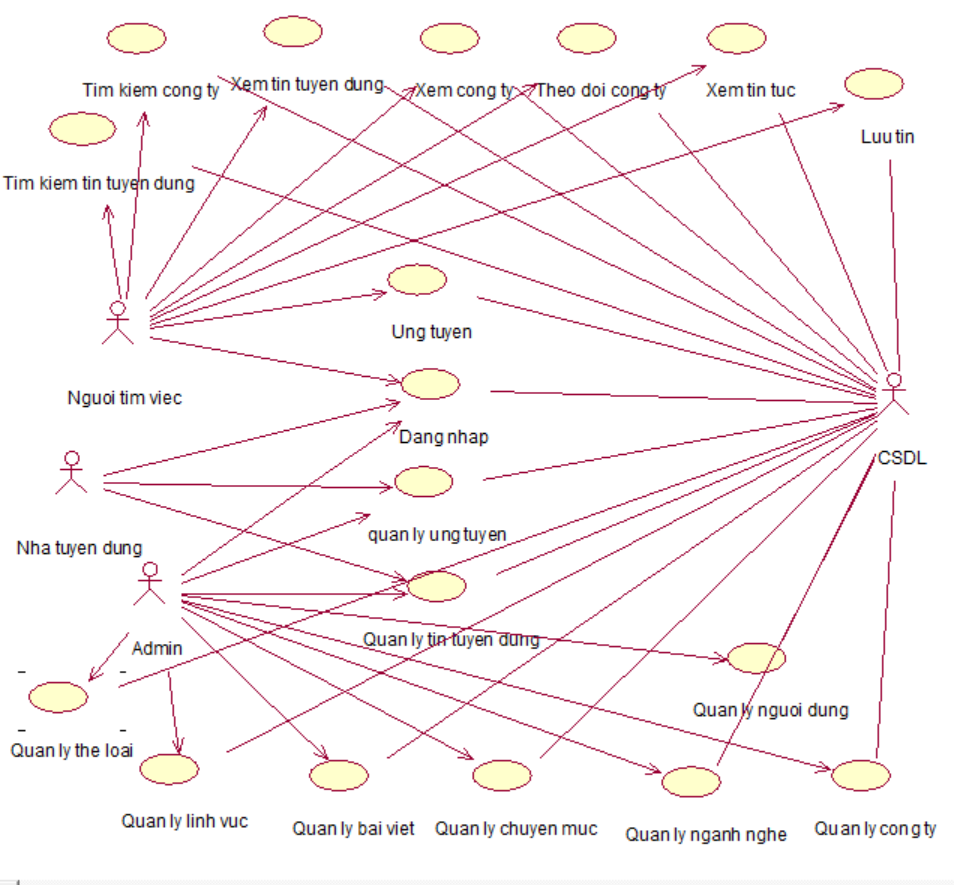 Tim kiem cong ty
Xem tin tuyen dung
Xem cong ty
Theo doi cong ty
Xem tin tuc
Luu tin
Tim kiem tin tuyen dung
Ung tuyen
Nguoi tim viec
Dang nhap
CSDL
quan ly ung tuyen
Nha tuyen dung
Quan ly tin tuyen dung
Admin
Quan ly nguoi dung
Quan ly the loai
Quan ly linh vuc
Quan ly bai viet
Quan ly chuyen muc
Quan ly nganh nghe
Quan ly cong ty